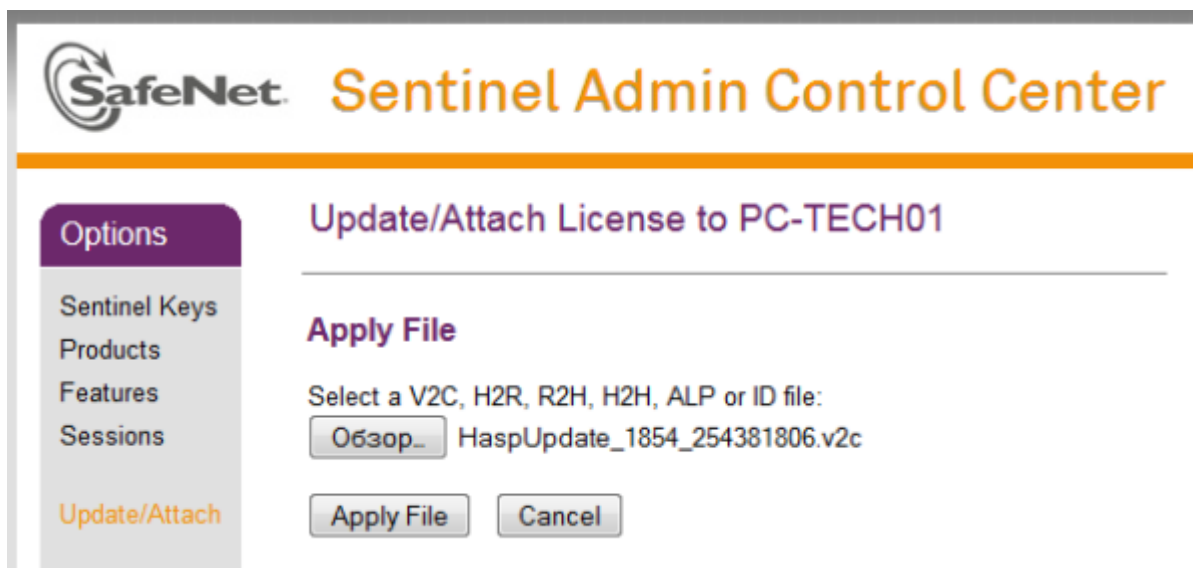 SafeNet. Sentinel Admin Control Center
Options
Sentinel Keys
Products
Features
Sessions
Update/Attach
Update/Attach License to PC-TECH01
Apply File
Select a V2C, H2R, R2H, H2H, ALP or ID file:
Обзор... HaspUpdate_1854_254381806.v2c
Apply File Cancel